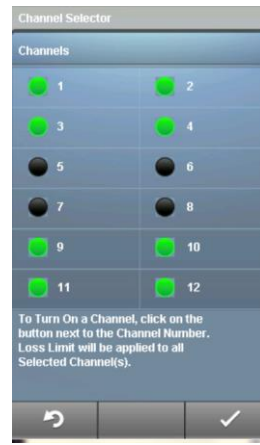 Channel Selector
Channels
1 2
3 4
5 6
7 8
9 10
11 12
To Turn On a Channel, click on the
button next to the Channel Number.
Loss Limit will be applied to all
Selected Channel(s).